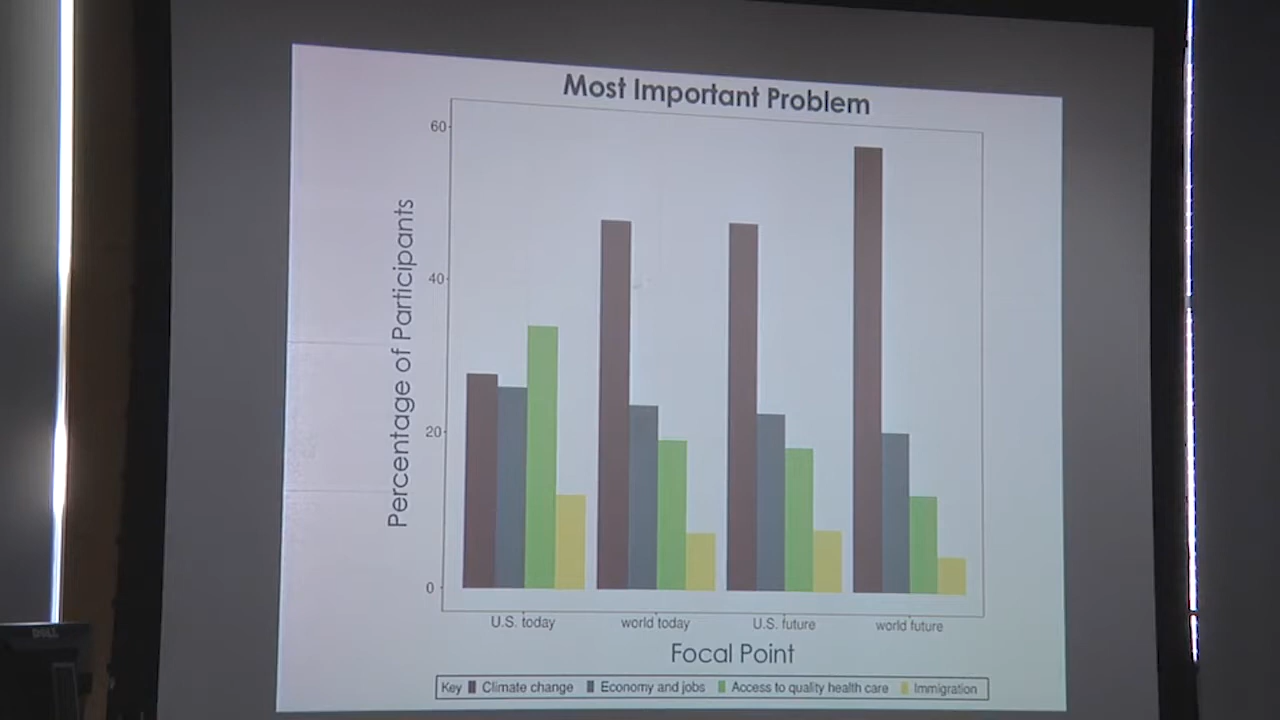 Most Important Problem
60
40
20
0
Percentage of Participants
U.S. today world today U.S. future world future
Focal Point
Key Climate change Economy and jobs Access to quality health care Immigration
DELL